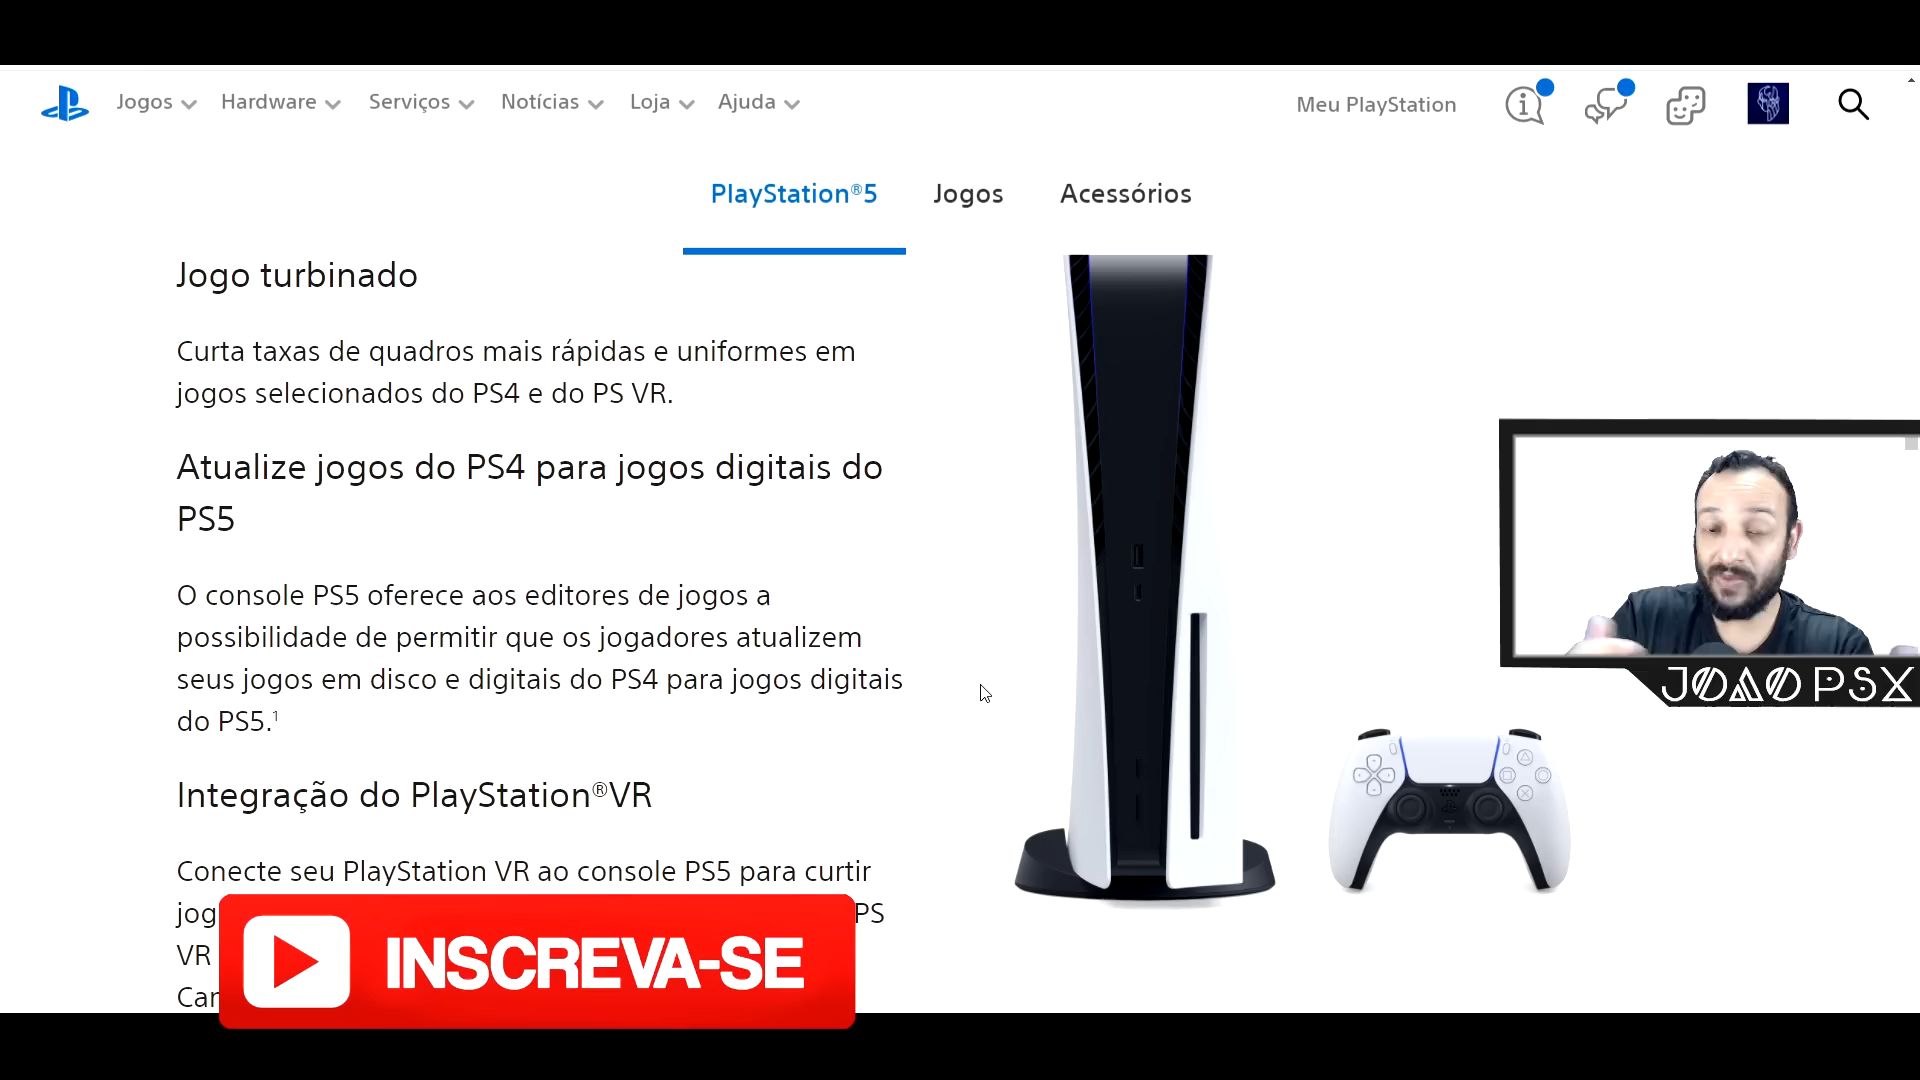 Jogos
Hardware
Serviços
Notícias
Loja
Ajuda
Meu PlayStation
PlayStation®5
Jogos
Acessórios
Jogo turbinado
Curta taxas de quadros mais rápidas e uniformes em
jogos selecionados do PS4 e do PS VR.
Atualize jogos do PS4 para jogos digitais do
PS5
O console PS5 oferece aos editores de jogos a
possibilidade de permitir que os jogadores atualizem
seus jogos em disco e digitais do PS4 para jogos digitais
do PS5.¹
Integração do PlayStation®VR
Conecte seu PlayStation VR ao console PS5 para curtir
PS
VR
INSCREVA-SE
JOAO PSX